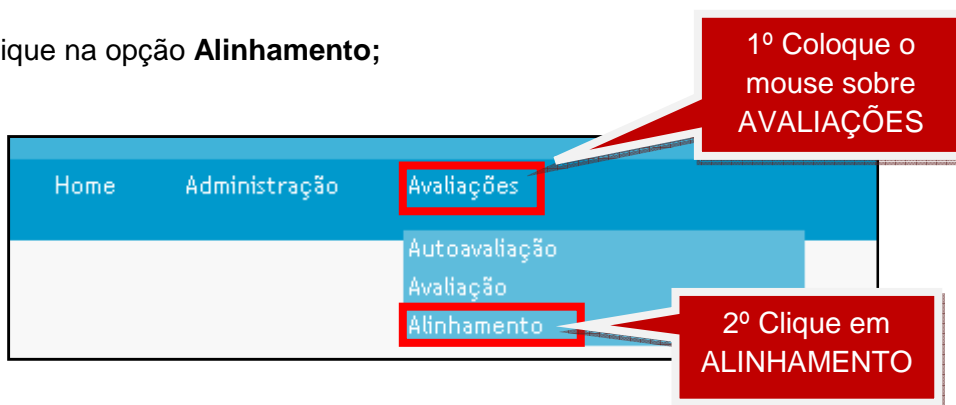 ique na opção Alinhamento;
1º Coloque o
mouse sobre
AVALIAÇÕES
Home Administração Avaliações
Autoavaliação
Avaliação
Alinhamento
2º Clique em
ALINHAMENTO